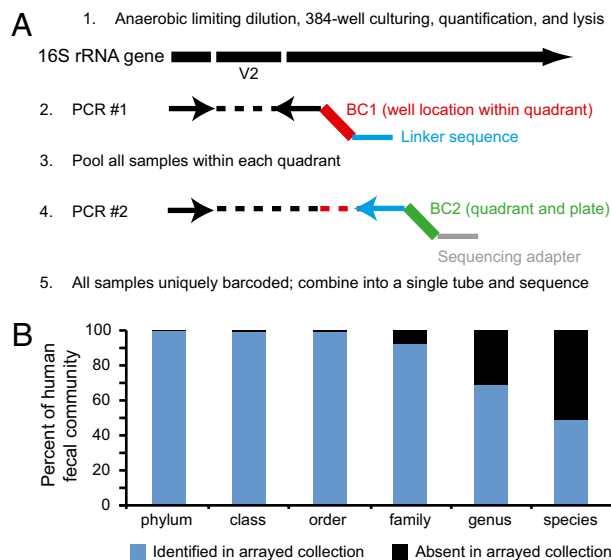 A
1. Anaerobic limiting dilution, 384-well culturing, quantification, and lysis
16S rRNA gene
V2
2. PCR #1
BC1 (well location within quadrant)
Linker sequence
3. Pool all samples within each quadrant
4. PCR #2
BC2 (quadrant and plate)
Sequencing adapter
5. All samples uniquely barcoded; combine into a single tube and sequence
B
Percent of human
fecal community
100
80
60
40
20
0
phylum class order family genus species
Identified in arrayed collection Absent in arrayed collection